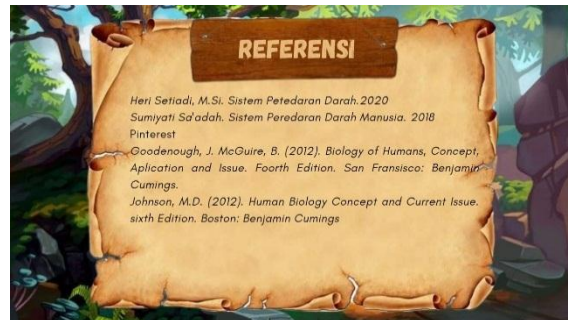 REFERENSI
Heri Setiadi, M.Si. Sistem Petedaran Darah.2020
Sumiyati Sa'adah. Sistem Peredaran Darah Manusia. 2018
Pinterest
Goodenough, J. McGuire, B. (2012). Biology of Humans, Concept,
Aplication and Issue. Foorth Edition. San Fransisco: Benjamin
Cumings.
Johnson, M.D. (2012). Human Biology Concept and Current Issue.
sixth Edition. Boston: Benjamin Cumings